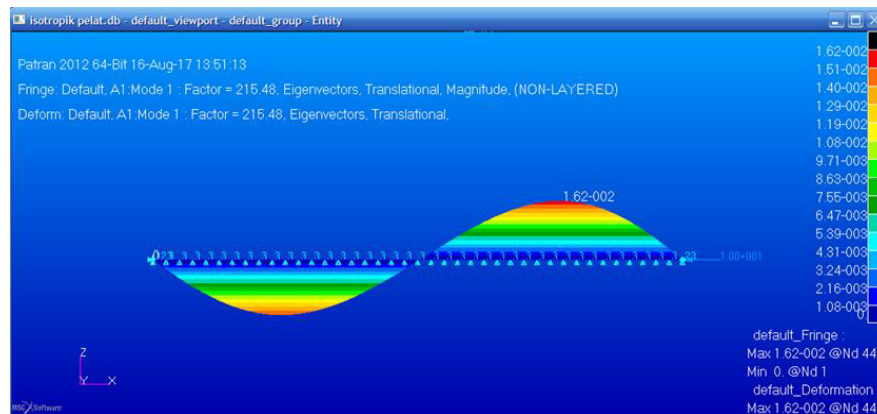 isotropik pelat.db - default_viewport - default_group - Entity
Patran 2012 64-Bit 16-Aug-17 13:51:13
Fringe: Default, A1:Mode 1 : Factor = 215.48, Eigenvectors, Translational, Magnitude, (NON-LAYERED)
Deform: Default, A1:Mode 1 : Factor = 215.48, Eigenvectors, Translational,
1.62-002
1.51-002
1.40-002
1.29-002
1.19-002
1.08-002
9.71-003
8.63-003
7.55-003
6.47-003
5.39-003
4.31-003
3.24-003
2.16-003
1.08-003
0.
1.62-002
1.00+001
Z
Y X
default_Fringe :
Max 1.62-002 @Nd 44
Min 0. @Nd 1
default_Deformation
Max 1.62-002 @Nd 44
MSC Software